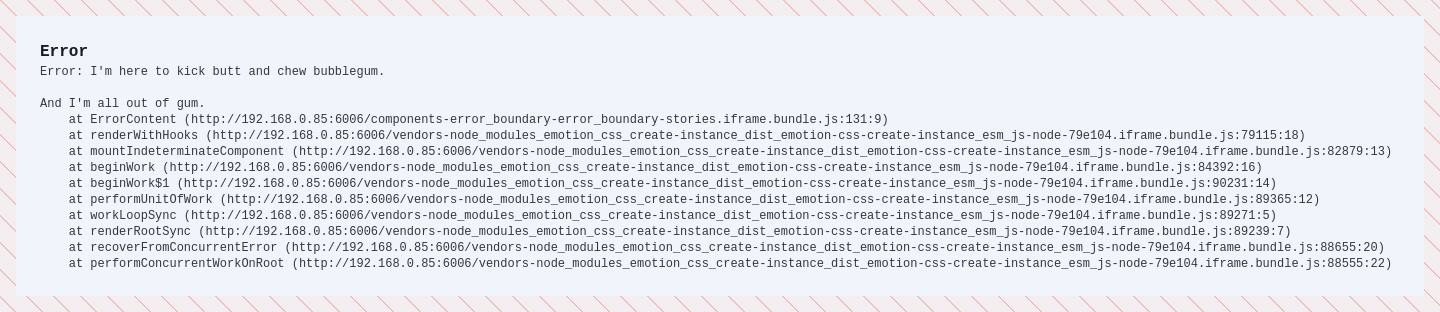 Error
Error: I'm here to kick butt and chew bubblegum.
And I'm all out of gum.
at ErrorContent (http://192.168.0.85:6006/components-error_boundary-error_boundary-stories.iframe.bundle.js:131:9)
at renderWithHooks (http://192.168.0.85:6006/vendors-node_modules_emotion_css_create-instance_dist_emotion-css-create-instance_esm_js-node-79e104.iframe.bundle.js:79115:18)
at mountIndeterminateComponent (http://192.168.0.85:6006/vendors-node_modules_emotion_css_create-instance_dist_emotion-css-create-instance_esm_js-node-79e104.iframe.bundle.js:82879:13)
at beginWork (http://192.168.0.85:6006/vendors-node_modules_emotion_css_create-instance_dist_emotion-css-create-instance_esm_js-node-79e104.iframe.bundle.js:84392:16)
at beginWork$1 (http://192.168.0.85:6006/vendors-node_modules_emotion_css_create-instance_dist_emotion-css-create-instance_esm_js-node-79e104.iframe.bundle.js:90231:14)
at performUnitOfWork (http://192.168.0.85:6006/vendors-node_modules_emotion_css_create-instance_dist_emotion-css-create-instance_esm_js-node-79e104.iframe.bundle.js:89365:12)
at workLoopSync (http://192.168.0.85:6006/vendors-node_modules_emotion_css_create-instance_dist_emotion-css-create-instance_esm_js-node-79e104.iframe.bundle.js:89271:5)
at renderRootSync (http://192.168.0.85:6006/vendors-node_modules_emotion_css_create-instance_dist_emotion-css-create-instance_esm_js-node-79e104.iframe.bundle.js:89239:7)
at recoverFromConcurrentError (http://192.168.0.85:6006/vendors-node_modules_emotion_css_create-instance_dist_emotion-css-create-instance_esm_js-node-79e104.iframe.bundle.js:88655:20)
at performConcurrentWorkOnRoot (http://192.168.0.85:6006/vendors-node_modules_emotion_css_create-instance_dist_emotion-css-create-instance_esm_js-node-79e104.iframe.bundle.js:88555:22)